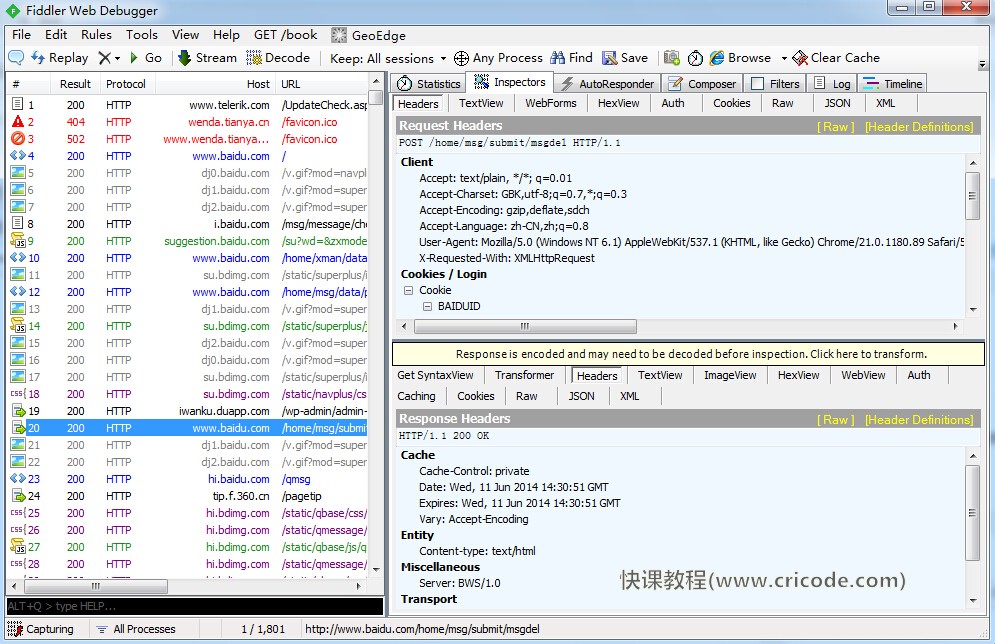 Fiddler Web Debugger
File Edit Rules Tools View Help GET /book GeoEdge
Replay Go Stream Decode Keep: All sessions Any Process Find Save Browse Clear Cache
# Result Protocol Host URL
1 200 HTTP www.telerik.com /UpdateCheck.asp
2 404 HTTP wenda.tianya.cn /favicon.ico
3 502 HTTP www.wenda.tianya... /favicon.ico
4 200 HTTP www.baidu.com /
5 200 HTTP dj0.baidu.com /v.gif?mod=navpl
6 200 HTTP dj1.baidu.com /v.gif?mod=super
7 200 HTTP dj2.baidu.com /v.gif?mod=super
8 200 HTTP i.baidu.com /msg/message/che
9 200 HTTP suggestion.baidu.com /su?wd=&zxmode
10 200 HTTP www.baidu.com /home/xman/data
11 200 HTTP su.bdimg.com /static/superplus/i
12 200 HTTP www.baidu.com /home/msg/data/p
13 200 HTTP dj1.baidu.com /v.gif?mod=super
14 200 HTTP su.bdimg.com /static/superplus/j
15 200 HTTP dj2.baidu.com /v.gif?mod=super
16 200 HTTP dj0.baidu.com /v.gif?mod=super
17 200 HTTP su.bdimg.com /static/superplus/i
18 200 HTTP su.bdimg.com /static/navplus/cs
19 200 HTTP iwanku.duapp.com /wp-admin/admin-
20 200 HTTP www.baidu.com /home/msg/submi
21 200 HTTP dj1.baidu.com /v.gif?mod=super
22 200 HTTP dj2.baidu.com /v.gif?mod=super
23 200 HTTP hi.baidu.com /qmsg
24 200 HTTP tip.f.360.cn /pagetip
25 200 HTTP hi.bdimg.com /static/qbase/css/
26 200 HTTP hi.bdimg.com /static/qmessage/
27 200 HTTP hi.bdimg.com /static/qbase/js/q
28 200 HTTP hi.bdimg.com /static/qmessage/
ALT+Q > type HELP...
Statistics Inspectors AutoResponder Composer Filters Log Timeline
Headers TextView WebForms HexView Auth Cookies Raw JSON XML
Request Headers [ Raw ] [Header Definitions]
POST /home/msg/submit/msgdel HTTP/1.1
Client
Accept: text/plain, */*; q=0.01
Accept-Charset: GBK,utf-8;q=0.7,*;q=0.3
Accept-Encoding: gzip,deflate,sdch
Accept-Language: zh-CN,zh;q=0.8
User-Agent: Mozilla/5.0 (Windows NT 6.1) AppleWebKit/537.1 (KHTML, like Gecko) Chrome/21.0.1180.89 Safari/5
X-Requested-With: XMLHttpRequest
Cookies / Login
Cookie
BAIDUID
Response is encoded and may need to be decoded before inspection. Click here to transform.
Get SyntaxView Transformer Headers TextView ImageView HexView WebView Auth
Caching Cookies Raw JSON XML
Response Headers [ Raw ] [Header Definitions]
HTTP/1.1 200 OK
Cache
Cache-Control: private
Date: Wed, 11 Jun 2014 14:30:51 GMT
Expires: Wed, 11 Jun 2014 14:30:51 GMT
Vary: Accept-Encoding
Entity
Content-type: text/html
Miscellaneous
Server: BWS/1.0
Transport
快课教程(www.cricode.com)
Capturing All Processes 1 / 1,801 http://www.baidu.com/home/msg/submit/msgdel